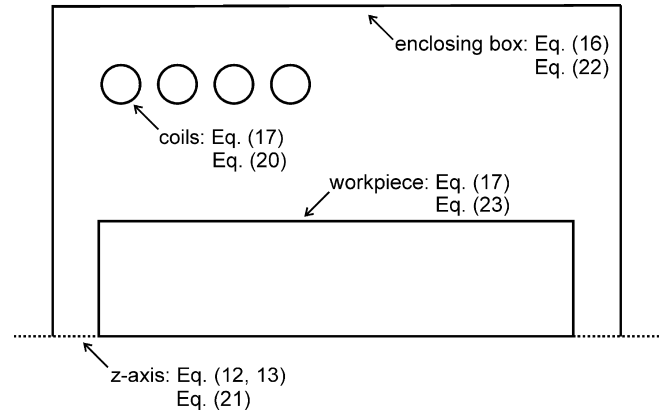 enclosing box: Eq. (16)
Eq. (22)
coils: Eq. (17)
Eq. (20)
workpiece: Eq. (17)
Eq. (23)
z-axis: Eq. (12, 13)
Eq. (21)